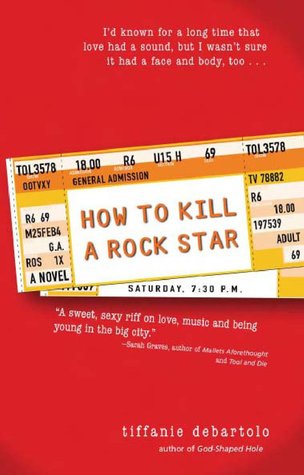 I'd known for a long time that
love had a sound, but I wasn't sure
it had a face and body, too . . .
TOL3578 18.00 R6 U15 H 69 TOL3578
OOTVXY GENERAL ADMISSION TV 78882
R6 69
M25FEB4
G.A.
ROS 1X
A NOVEL
HOW TO KILL
A ROCK STAR
R6
18.00
197539
ADULT
69
SATURDAY, 7:30 P.M.
"A sweet, sexy riff on love, music and being
young in the big city."
—Sarah Graves, author of Mallets Aforethought
and Tool and Die
tiffanie debartolo
author of God-Shaped Hole